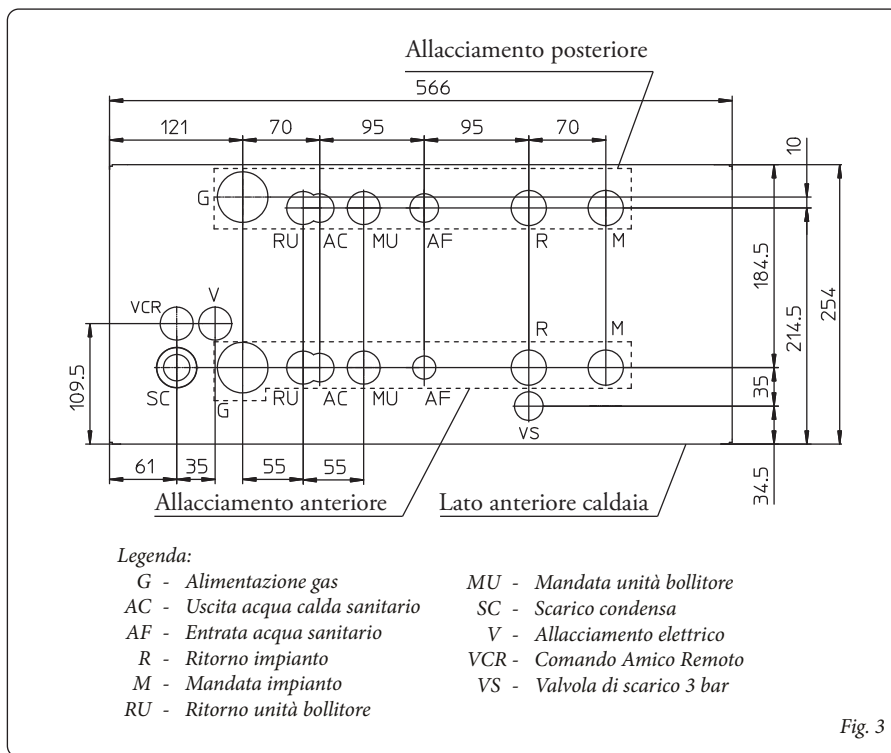 Allacciamento posteriore
566
121 70 95 95 70 10
G
RU AC MU AF R M
184.5 214.5 254
VCR V R M
109.5
SC G RU AC MU AF
35
VS
34.5
61 35 55 55
Allacciamento anteriore Lato anteriore caldaia
Legenda:
G - Alimentazione gas
AC - Uscita acqua calda sanitario
AF - Entrata acqua sanitario
R - Ritorno impianto
M - Mandata impianto
RU - Ritorno unità bollitore
MU - Mandata unità bollitore
SC - Scarico condensa
V - Allacciamento elettrico
VCR - Comando Amico Remoto
VS - Valvola di scarico 3 bar
Fig. 3